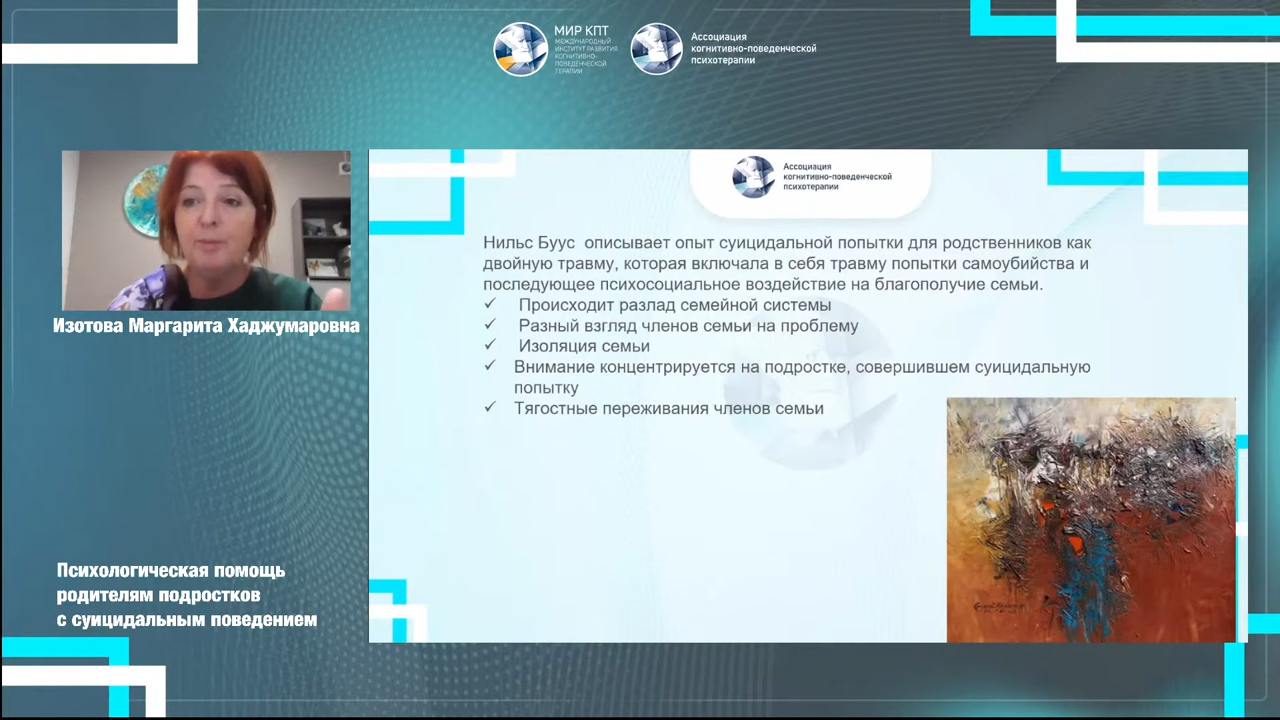 МИР КПТ
МЕЖДУНАРОДНЫЙ
ИНСТИТУТ РАЗВИТИЯ
КОГНИТИВНО-
ПОВЕДЕНЧЕСКОЙ
ТЕРАПИИ
Ассоциация
когнитивно-поведенческой
психотерапии
Ассоциация
когнитивно-поведенческой
психотерапии
Нильс Буус описывает опыт суицидальной попытки для родственников как
двойную травму, которая включала в себя травму попытки самоубийства и
последующее психосоциальное воздействие на благополучие семьи.
✓ Происходит разлад семейной системы
✓ Разный взгляд членов семьи на проблему
✓ Изоляция семьи
✓ Внимание концентрируется на подростке, совершившем суицидальную
попытку
✓ Тягостные переживания членов семьи
Изотова Маргарита Хаджумаровна
Психологическая помощь
родителям подростков
с суицидальным поведением